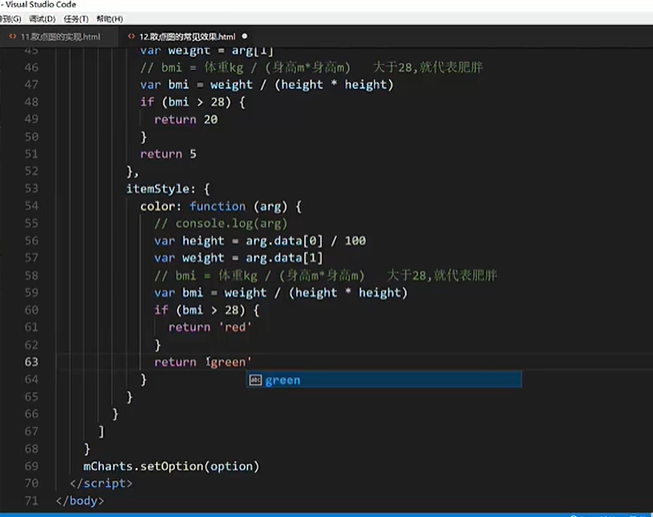 - Visual Studio Code
转到(G) 调试(D) 任务(T) 帮助(H)
11.散点图的实现.html 12.散点图的常见效果.html
45 var weight = arg[1]
46 // bmi = 体重kg / (身高m*身高m) 大于28,就代表肥胖
47 var bmi = weight / (height * height)
48 if (bmi > 28) {
49 return 20
50 }
51 return 5
52 },
53 itemStyle: {
54 color: function (arg) {
55 // console.log(arg)
56 var height = arg.data[0] / 100
57 var weight = arg.data[1]
58 // bmi = 体重kg / (身高m*身高m) 大于28,就代表肥胖
59 var bmi = weight / (height * height)
60 if (bmi > 28) {
61 return 'red'
62 }
63 return 'green'
abc green
64 }
65 }
66 }
67 ]
68 }
69 mCharts.setOption(option)
70 </script>
71 </body>